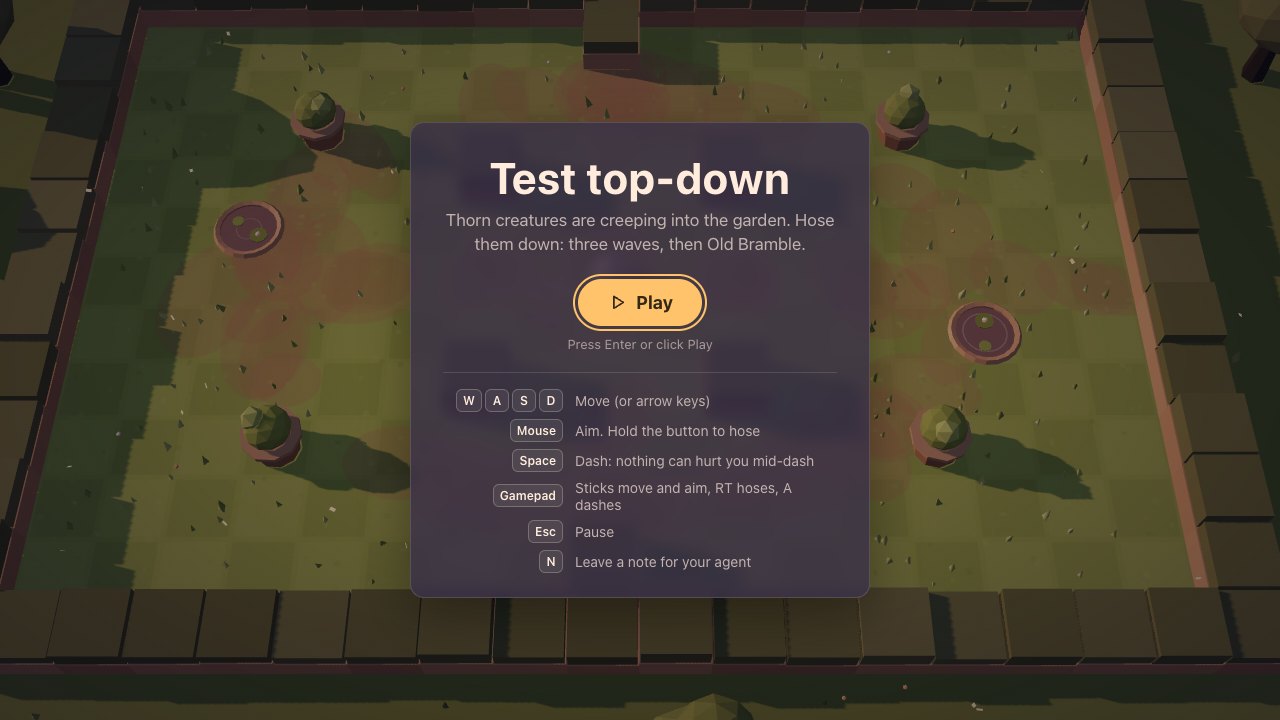 Test top-down
Thorn creatures are creeping into the garden. Hose
them down: three waves, then Old Bramble.
Play
Press Enter or click Play
W A S D Move (or arrow keys)
Mouse Aim. Hold the button to hose
Space Dash: nothing can hurt you mid-dash
Gamepad Sticks move and aim, RT hoses, A
dashes
Esc Pause
N Leave a note for your agent